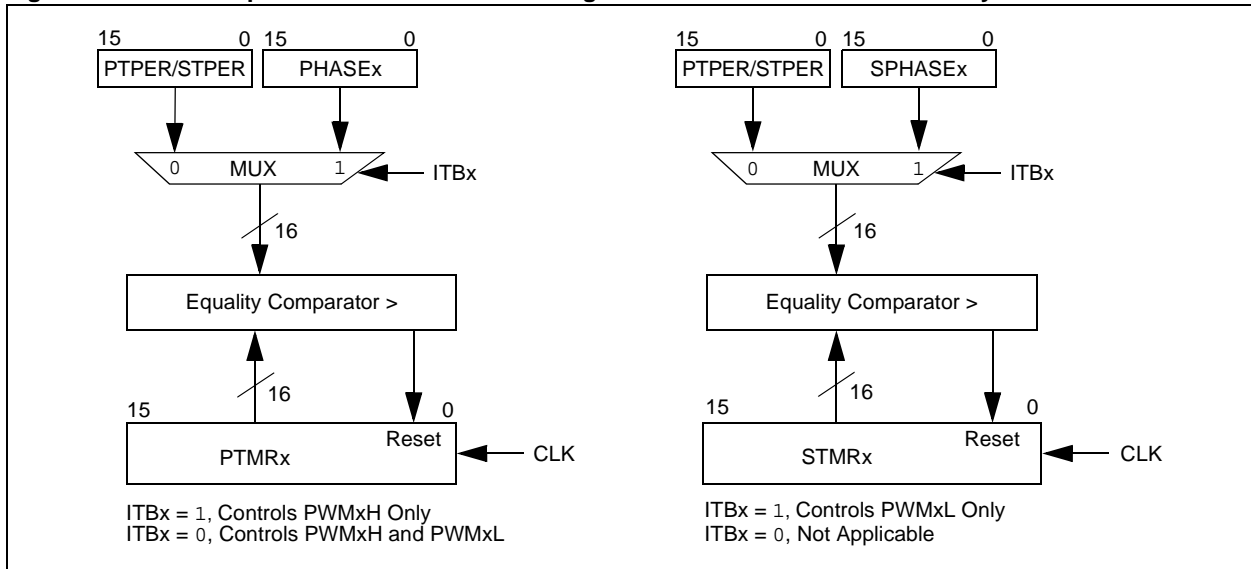 15 0 15 0
PTPER/STPER PHASEx
0 MUX 1
ITBx
16
Equality Comparator >
16
15 0
Reset
PTMRx
CLK
ITBx = 1, Controls PWMxH Only
ITBx = 0, Controls PWMxH and PWMxL
15 0 15 0
PTPER/STPER SPHASEx
0 MUX 1
ITBx
16
Equality Comparator >
16
15 0
Reset
STMRx
CLK
ITBx = 1, Controls PWMxL Only
ITBx = 0, Not Applicable